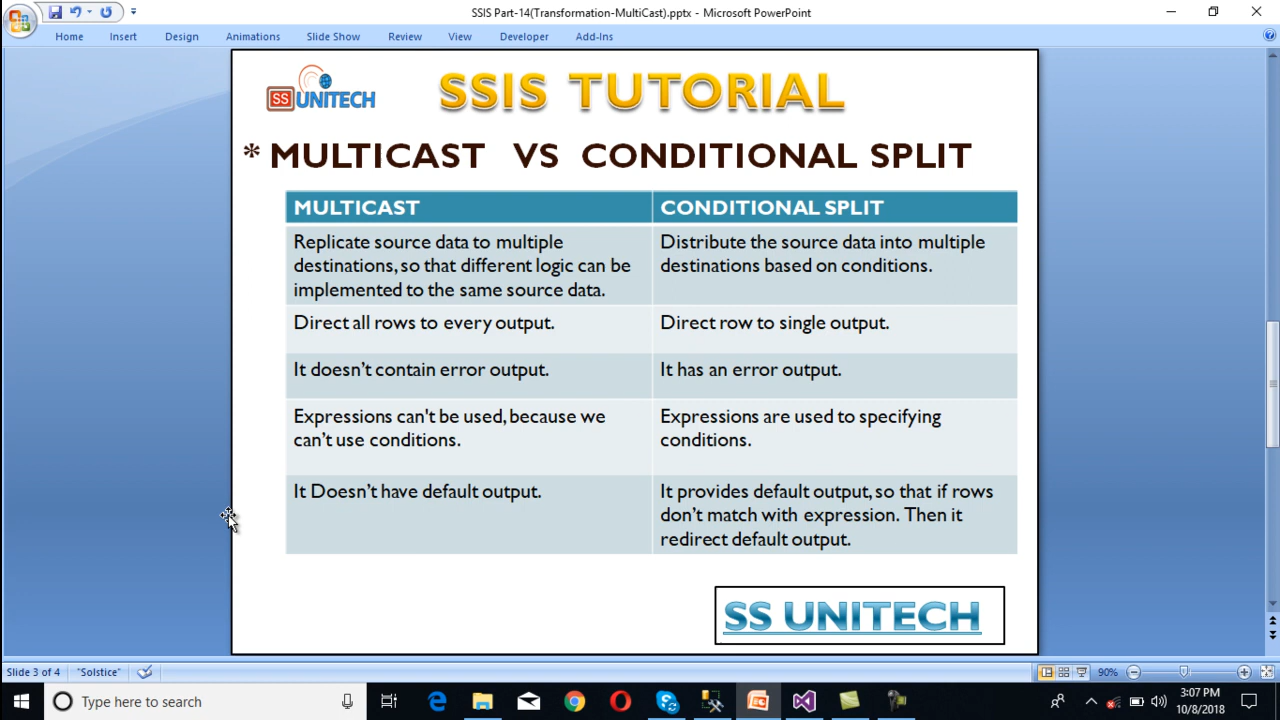 SSIS Part-14(Transformation-MultiCast).pptx - Microsoft PowerPoint
Home Insert Design Animations Slide Show Review View Developer Add-Ins
SS UNITECH
SSIS TUTORIAL
* MULTICAST VS CONDITIONAL SPLIT
MULTICAST
CONDITIONAL SPLIT
Replicate source data to multiple
destinations, so that different logic can be
implemented to the same source data.
Distribute the source data into multiple
destinations based on conditions.
Direct all rows to every output.
Direct row to single output.
It doesn't contain error output.
It has an error output.
Expressions can't be used, because we
can't use conditions.
Expressions are used to specifying
conditions.
It Doesn't have default output.
It provides default output, so that if rows
don't match with expression. Then it
redirect default output.
SS UNITECH
Slide 3 of 4 "Solstice" 90%
Type here to search
3:07 PM
10/8/2018